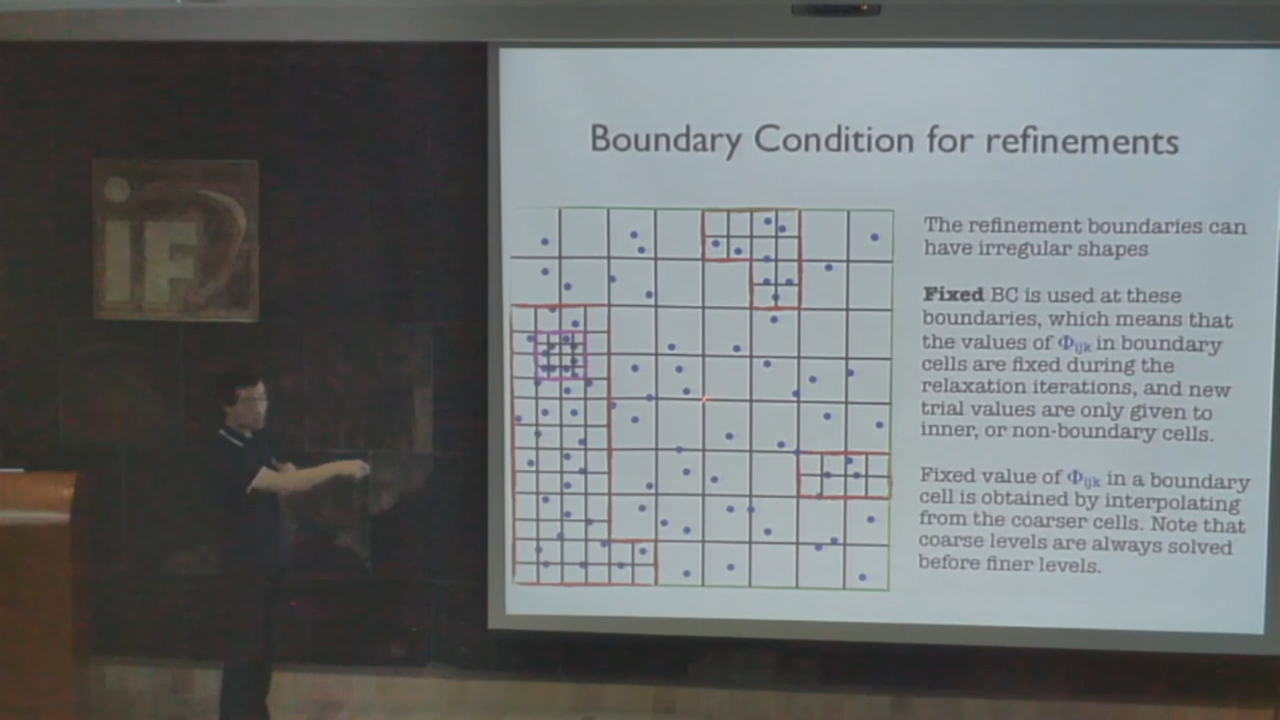 iF
Boundary Condition for refinements
The refinement boundaries can
have irregular shapes
Fixed BC is used at these
boundaries, which means that
the values of Φijk in boundary
cells are fixed during the
relaxation iterations, and new
trial values are only given to
inner, or non-boundary cells.
Fixed value of Φijk in a boundary
cell is obtained by interpolating
from the coarser cells. Note that
coarse levels are always solved
before finer levels.